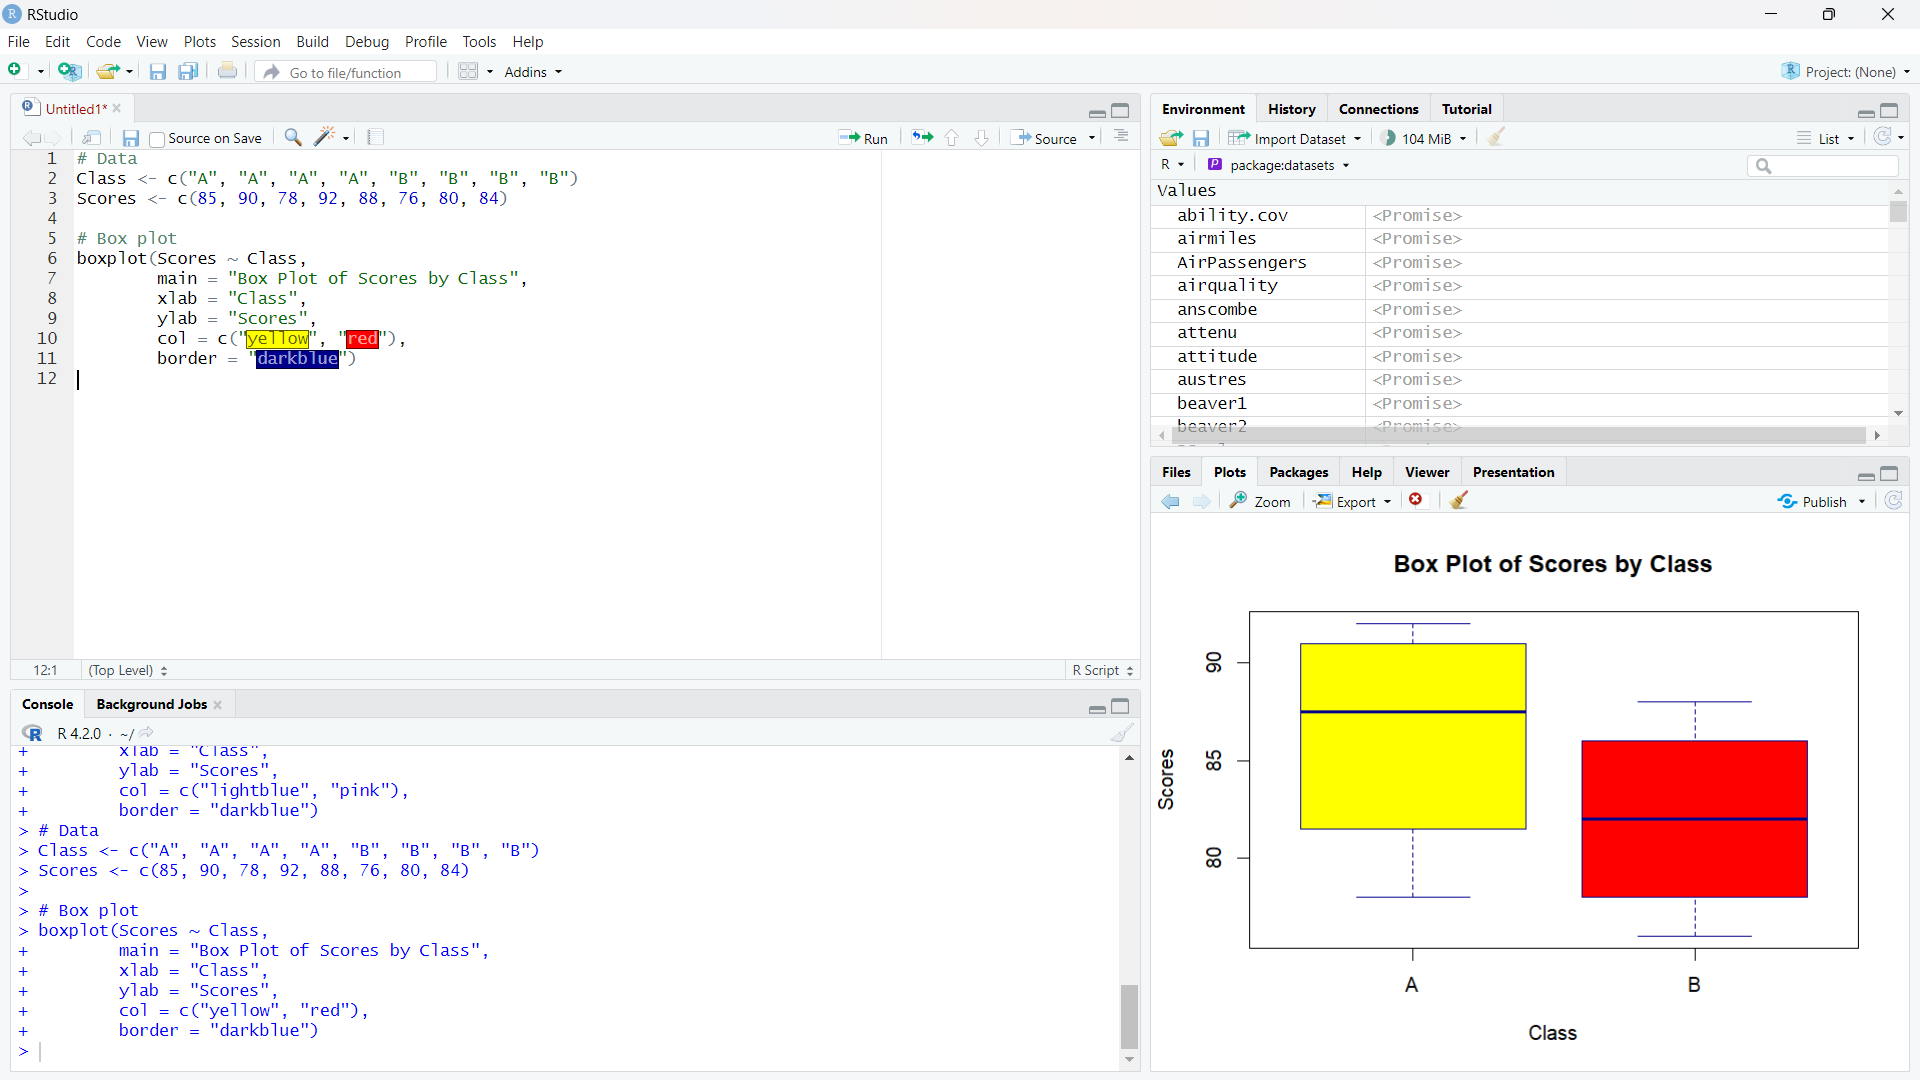 RStudio
File Edit Code View Plots Session Build Debug Profile Tools Help
Go to file/function Addins Project: (None)
Untitled1*
Source on Save Run Source
1 # Data
2 Class <- c("A", "A", "A", "A", "B", "B", "B", "B")
3 Scores <- c(85, 90, 78, 92, 88, 76, 80, 84)
4
5 # Box plot
6 boxplot(Scores ~ Class,
7 main = "Box Plot of Scores by Class",
8 xlab = "Class",
9 ylab = "Scores",
10 col = c("yellow", "red"),
11 border = "darkblue")
12
12:1 (Top Level) R Script
Console Background Jobs
R 4.2.0 · ~/
+ xlab = "Class",
+ ylab = "Scores",
+ col = c("lightblue", "pink"),
+ border = "darkblue")
> # Data
> Class <- c("A", "A", "A", "A", "B", "B", "B", "B")
> Scores <- c(85, 90, 78, 92, 88, 76, 80, 84)
>
> # Box plot
> boxplot(Scores ~ Class,
+ main = "Box Plot of Scores by Class",
+ xlab = "Class",
+ ylab = "Scores",
+ col = c("yellow", "red"),
+ border = "darkblue")
>
Environment History Connections Tutorial
Import Dataset 104 MiB List
R package:datasets
Values
ability.cov <Promise>
airmiles <Promise>
AirPassengers <Promise>
airquality <Promise>
anscombe <Promise>
attenu <Promise>
attitude <Promise>
austres <Promise>
beaver1 <Promise>
beaver2 <Promise>
Files Plots Packages Help Viewer Presentation
Zoom Export Publish
Box Plot of Scores by Class
90
85
80
Scores
A B
Class